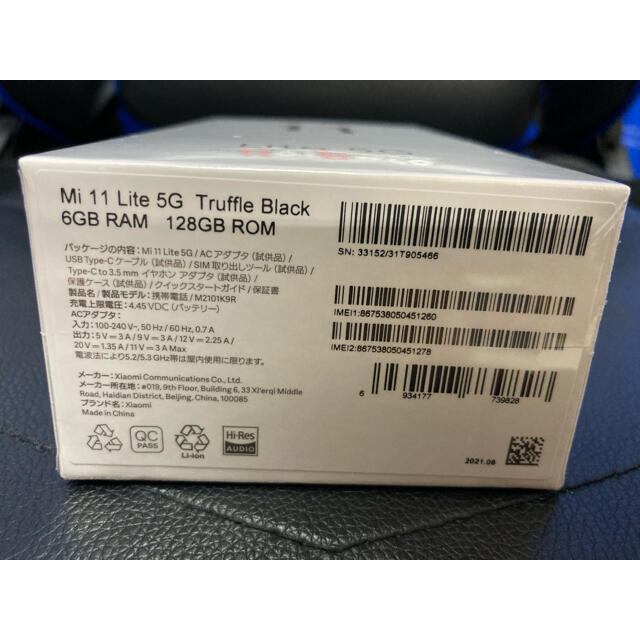 Mi 11 Lite 5G Truffle Black
6GB RAM 128GB ROM
パッケージの内容：Mi 11 Lite 5G / AC アダプタ (試供品) /
USB Type-C ケーブル (試供品) / SIM 取り出しツール (試供品) /
Type-C to 3.5 mm イヤホン アダプタ (試供品) /
保護ケース (試供品) / クイックスタートガイド / 保証書
製品名 / 製品モデル：携帯電話 / M2101K9R
充電上限電圧：4.45 VDC (バッテリー)
ACアダプタ：
入力：100-240 V~, 50 Hz / 60 Hz, 0.7 A
出力：5 V⎓3 A / 9 V⎓3 A / 12 V⎓2.25 A /
20 V⎓1.35 A / 11 V⎓3 A Max
電波法により5.2/5.3 GHz帯は屋内使用に限ります。
メーカー：Xiaomi Communications Co., Ltd.
メーカー所在地：#019, 9th Floor, Building 6, 33 Xi'erqi Middle
Road, Haidian District, Beijing, China, 100085
ブランド名：Xiaomi
Made in China
QC
PASS
Li-ion
Hi-Res
AUDIO
SN: 33152/31T905466
IMEI1:867538050451260
IMEI2:867538050451278
6 934177 739828
2021.08